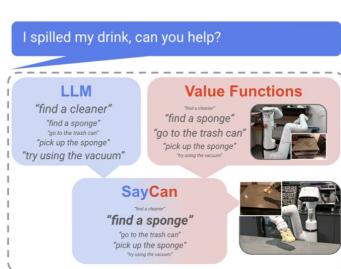 I spilled my drink, can you help?
LLM
"find a cleaner"
"find a sponge"
"go to the trash can"
"pick up the sponge"
"try using the vacuum"
Value Functions
"find a cleaner"
"find a sponge"
"go to the trash can"
"pick up the sponge"
"try using the vacuum"
SayCan
"find a cleaner"
"find a sponge"
"go to the trash can"
"pick up the sponge"
"try using the vacuum"